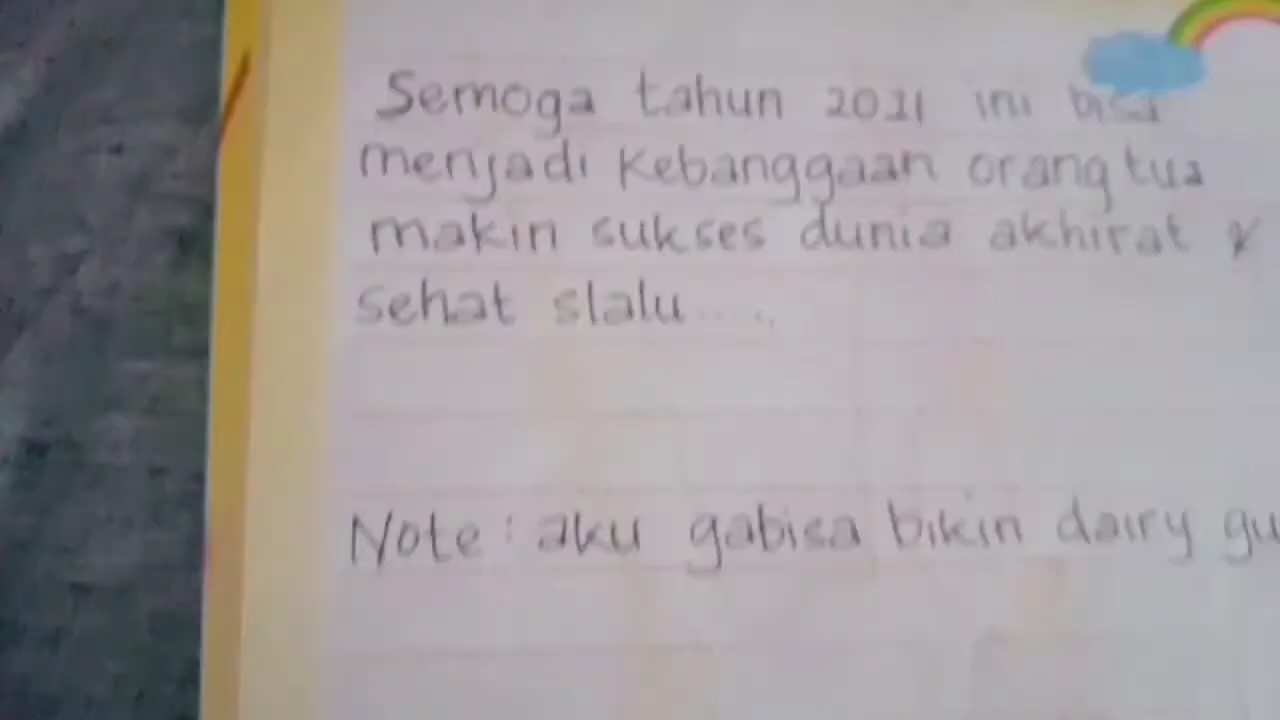 Semoga tahun 2021 ini bisa
menjadi kebanggaan orang tua
makin sukses dunia akhirat &
sehat slalu.....
Note : aku gabisa bikin dairy gu